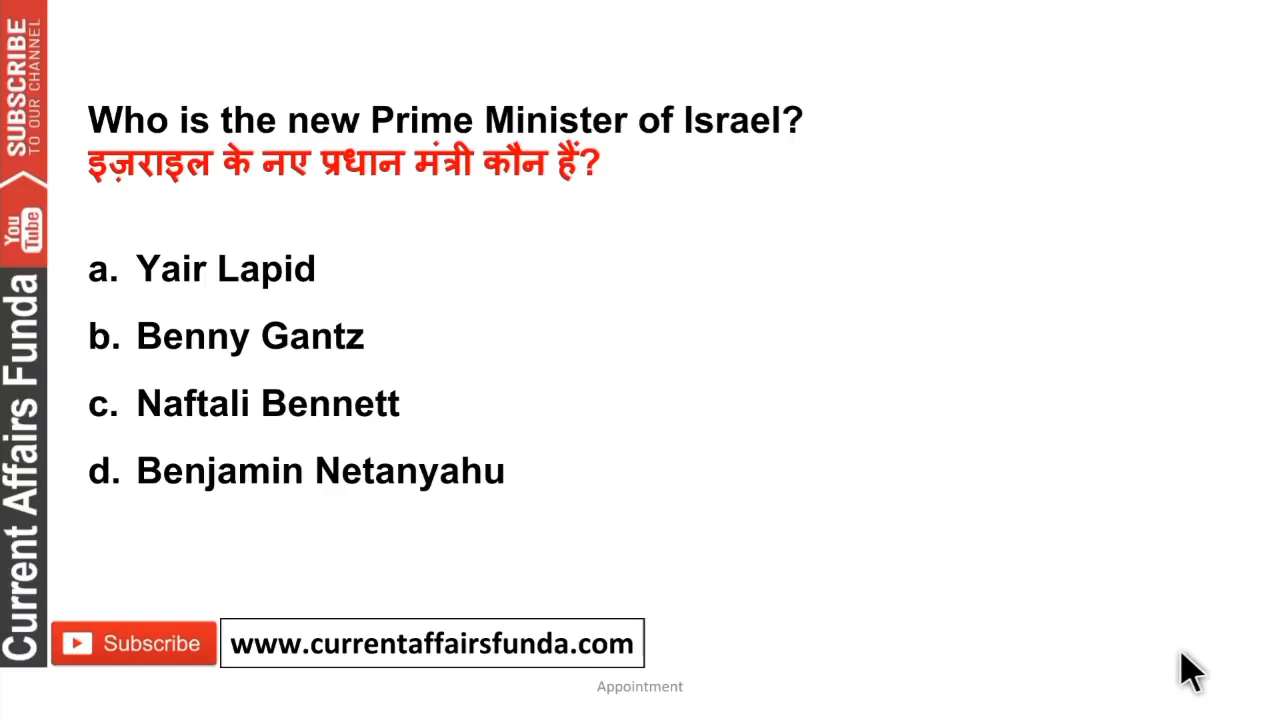 SUBSCRIBE
TO OUR CHANNEL
You
Tube
Current Affairs Funda
Who is the new Prime Minister of Israel?
इज़राइल के नए प्रधान मंत्री कौन हैं?
a. Yair Lapid
b. Benny Gantz
c. Naftali Bennett
d. Benjamin Netanyahu
Subscribe
www.currentaffairsfunda.com
Appointment